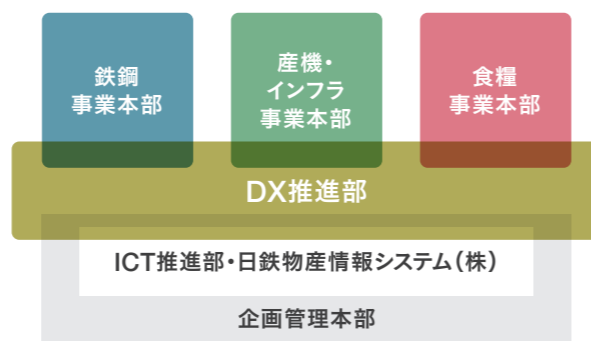 鉄鋼
事業本部
産機・
インフラ
事業本部
食糧
事業本部
DX推進部
ICT推進部・日鉄物産情報システム(株)
企画管理本部